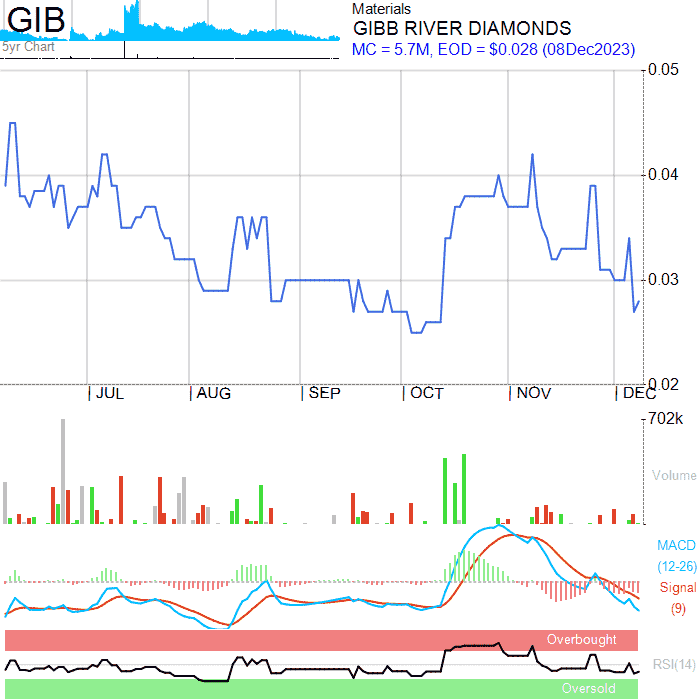 GIB
5yr Chart
Materials
GIBB RIVER DIAMONDS
MC = 5.7M, EOD = $0.028 (08Dec2023)
0.05
0.04
0.03
0.02
JUL
AUG
SEP
OCT
NOV
DEC
702k
Volume
MACD
(12-26)
Signal
(9)
Overbought
RSI(14)
Oversold